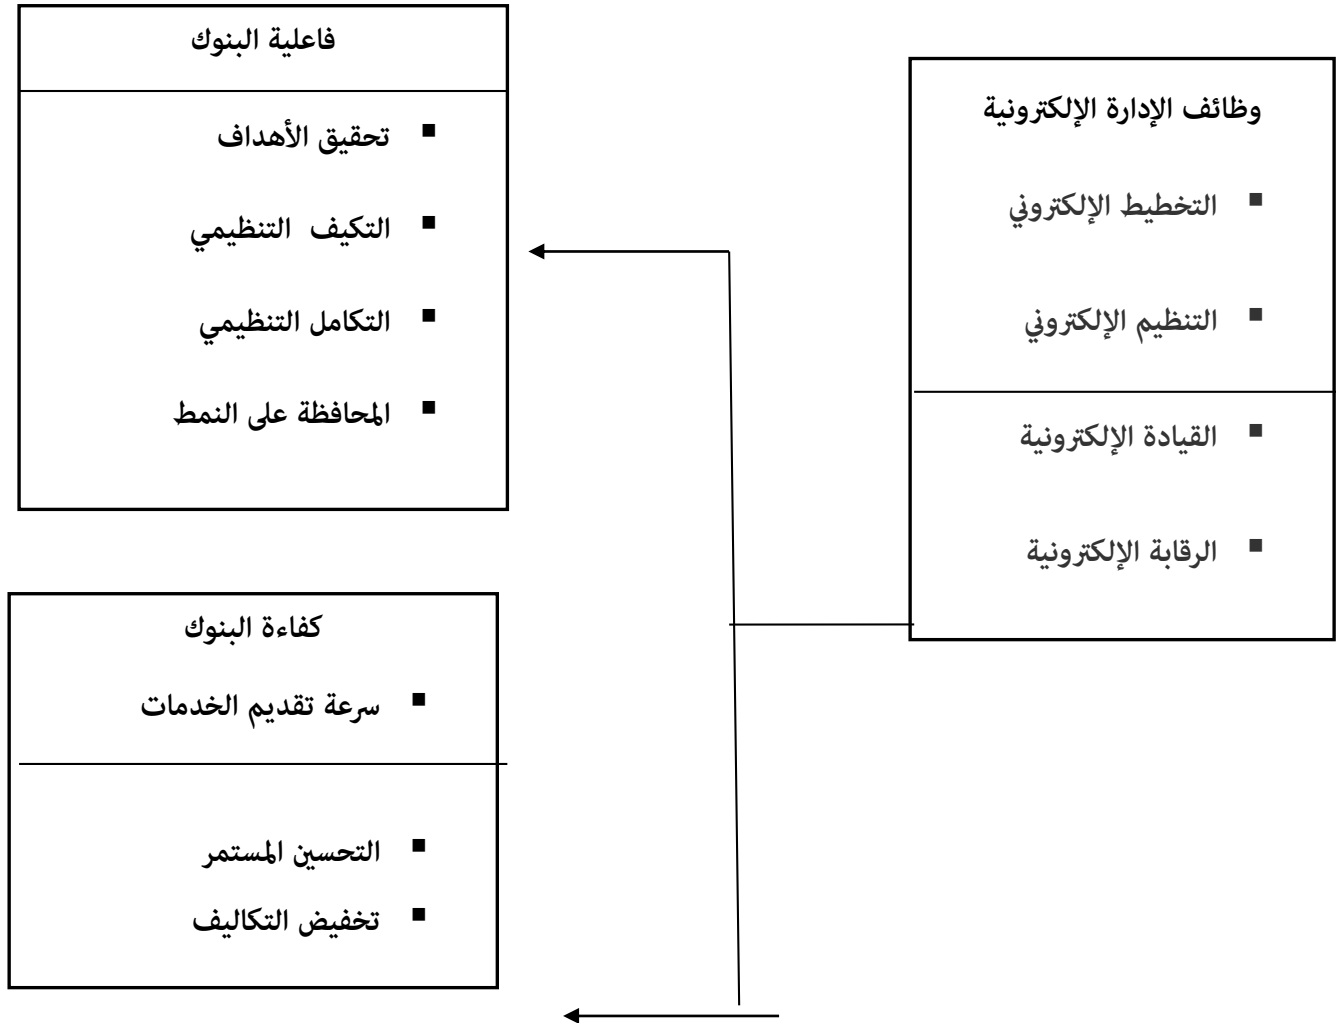 وظائف الإدارة الإلكترونية
▪ التخطيط الإلكتروني
▪ التنظيم الإلكتروني
▪ القيادة الإلكترونية
▪ الرقابة الإلكترونية
فاعلية البنوك
▪ تحقيق الأهداف
▪ التكيف التنظيمي
▪ التكامل التنظيمي
▪ المحافظة على النمط
كفاءة البنوك
▪ سرعة تقديم الخدمات
▪ التحسين المستمر
▪ تخفيض التكاليف